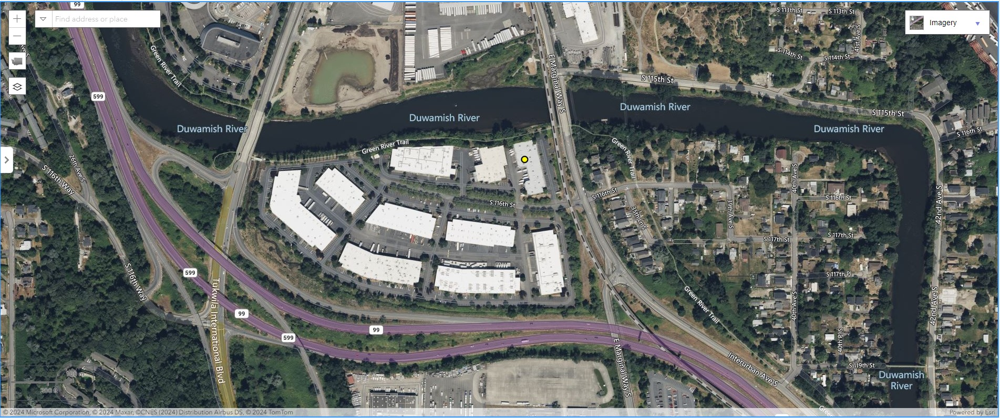 99
Find address or place
Imagery
S 113th St
S 113th St
41st Ave S
S 114th St
S 114th St
Green River Trail
E Marginal Way S
S 115th St
599
Duwamish River
Duwamish River
Duwamish River
Duwamish River
S 115th St
S 116th St
Green River Trail
Green River Trail
26th Ave S
S 116th Way
S 116th St
S 116th St
35th Ln S
39th Ave S
40th Ave S
S 116th St
42nd Ave S
S 117th St
S 117th St
S 116th Way
599
Tukwila International Blvd
S 117th Pl
Green River Trail
40th Ave S
42nd Ave S
99
99
599
E Marginal Way S
Interurban Ave S
40th Pl S
S 119th St
Duwamish
River
100 m
200 ft
© 2024 Microsoft Corporation, © 2024 Maxar, ©CNES (2024) Distribution Airbus DS, © 2024 TomTom
Powered by Esri